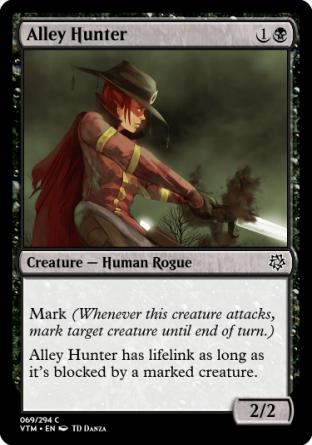 Alley Hunter 1
Creature — Human Rogue
Mark (Whenever this creature attacks,
mark target creature until end of turn.)
Alley Hunter has lifelink as long as
it's blocked by a marked creature.
069/294 C
VTM • EN TD Danza
2/2